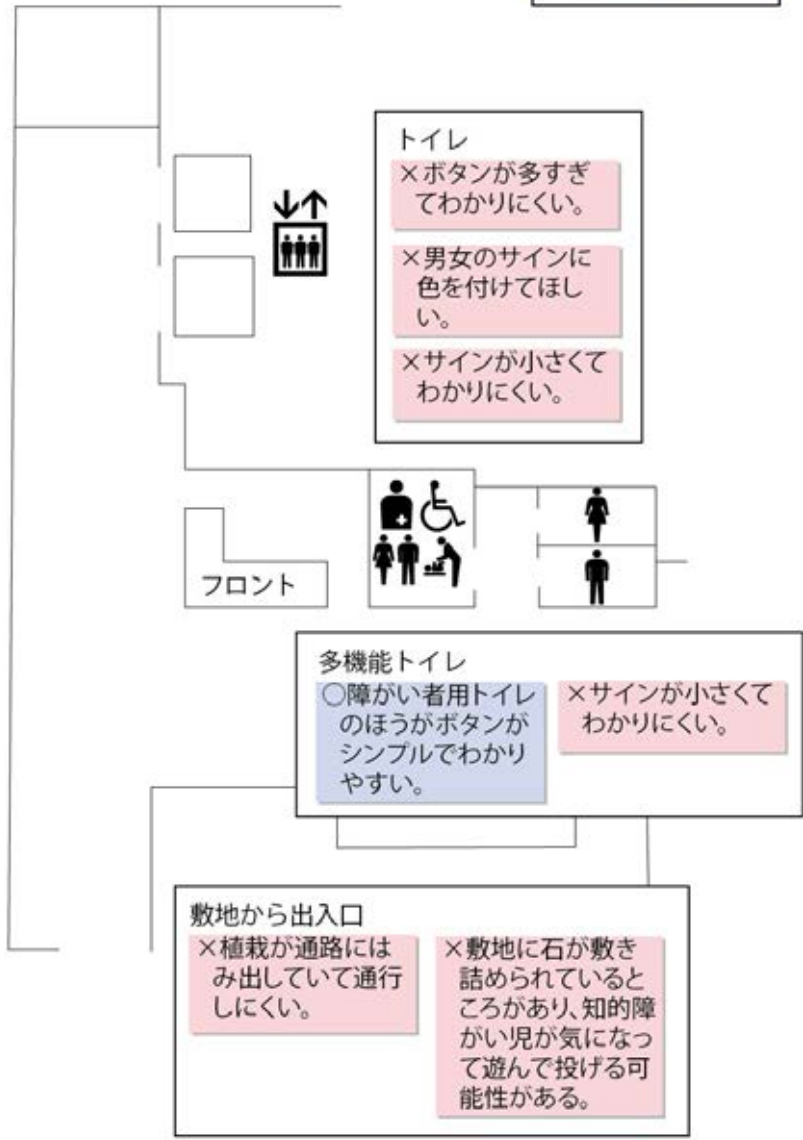 トイレ
×ボタンが多すぎ
てわかりにくい。
×男女のサインに
色を付けてほし
い。
×サインが小さくて
わかりにくい。
フロント
多機能トイレ
○障がい者用トイレ
のほうがボタンが
シンプルでわかり
やすい。
×サインが小さくて
わかりにくい。
敷地から出入口
×植栽が通路には
み出していて通行
しにくい。
×敷地に石が敷き
詰められていると
ころがあり、知的障
がい児が気になっ
て遊んで投げる可
能性がある。